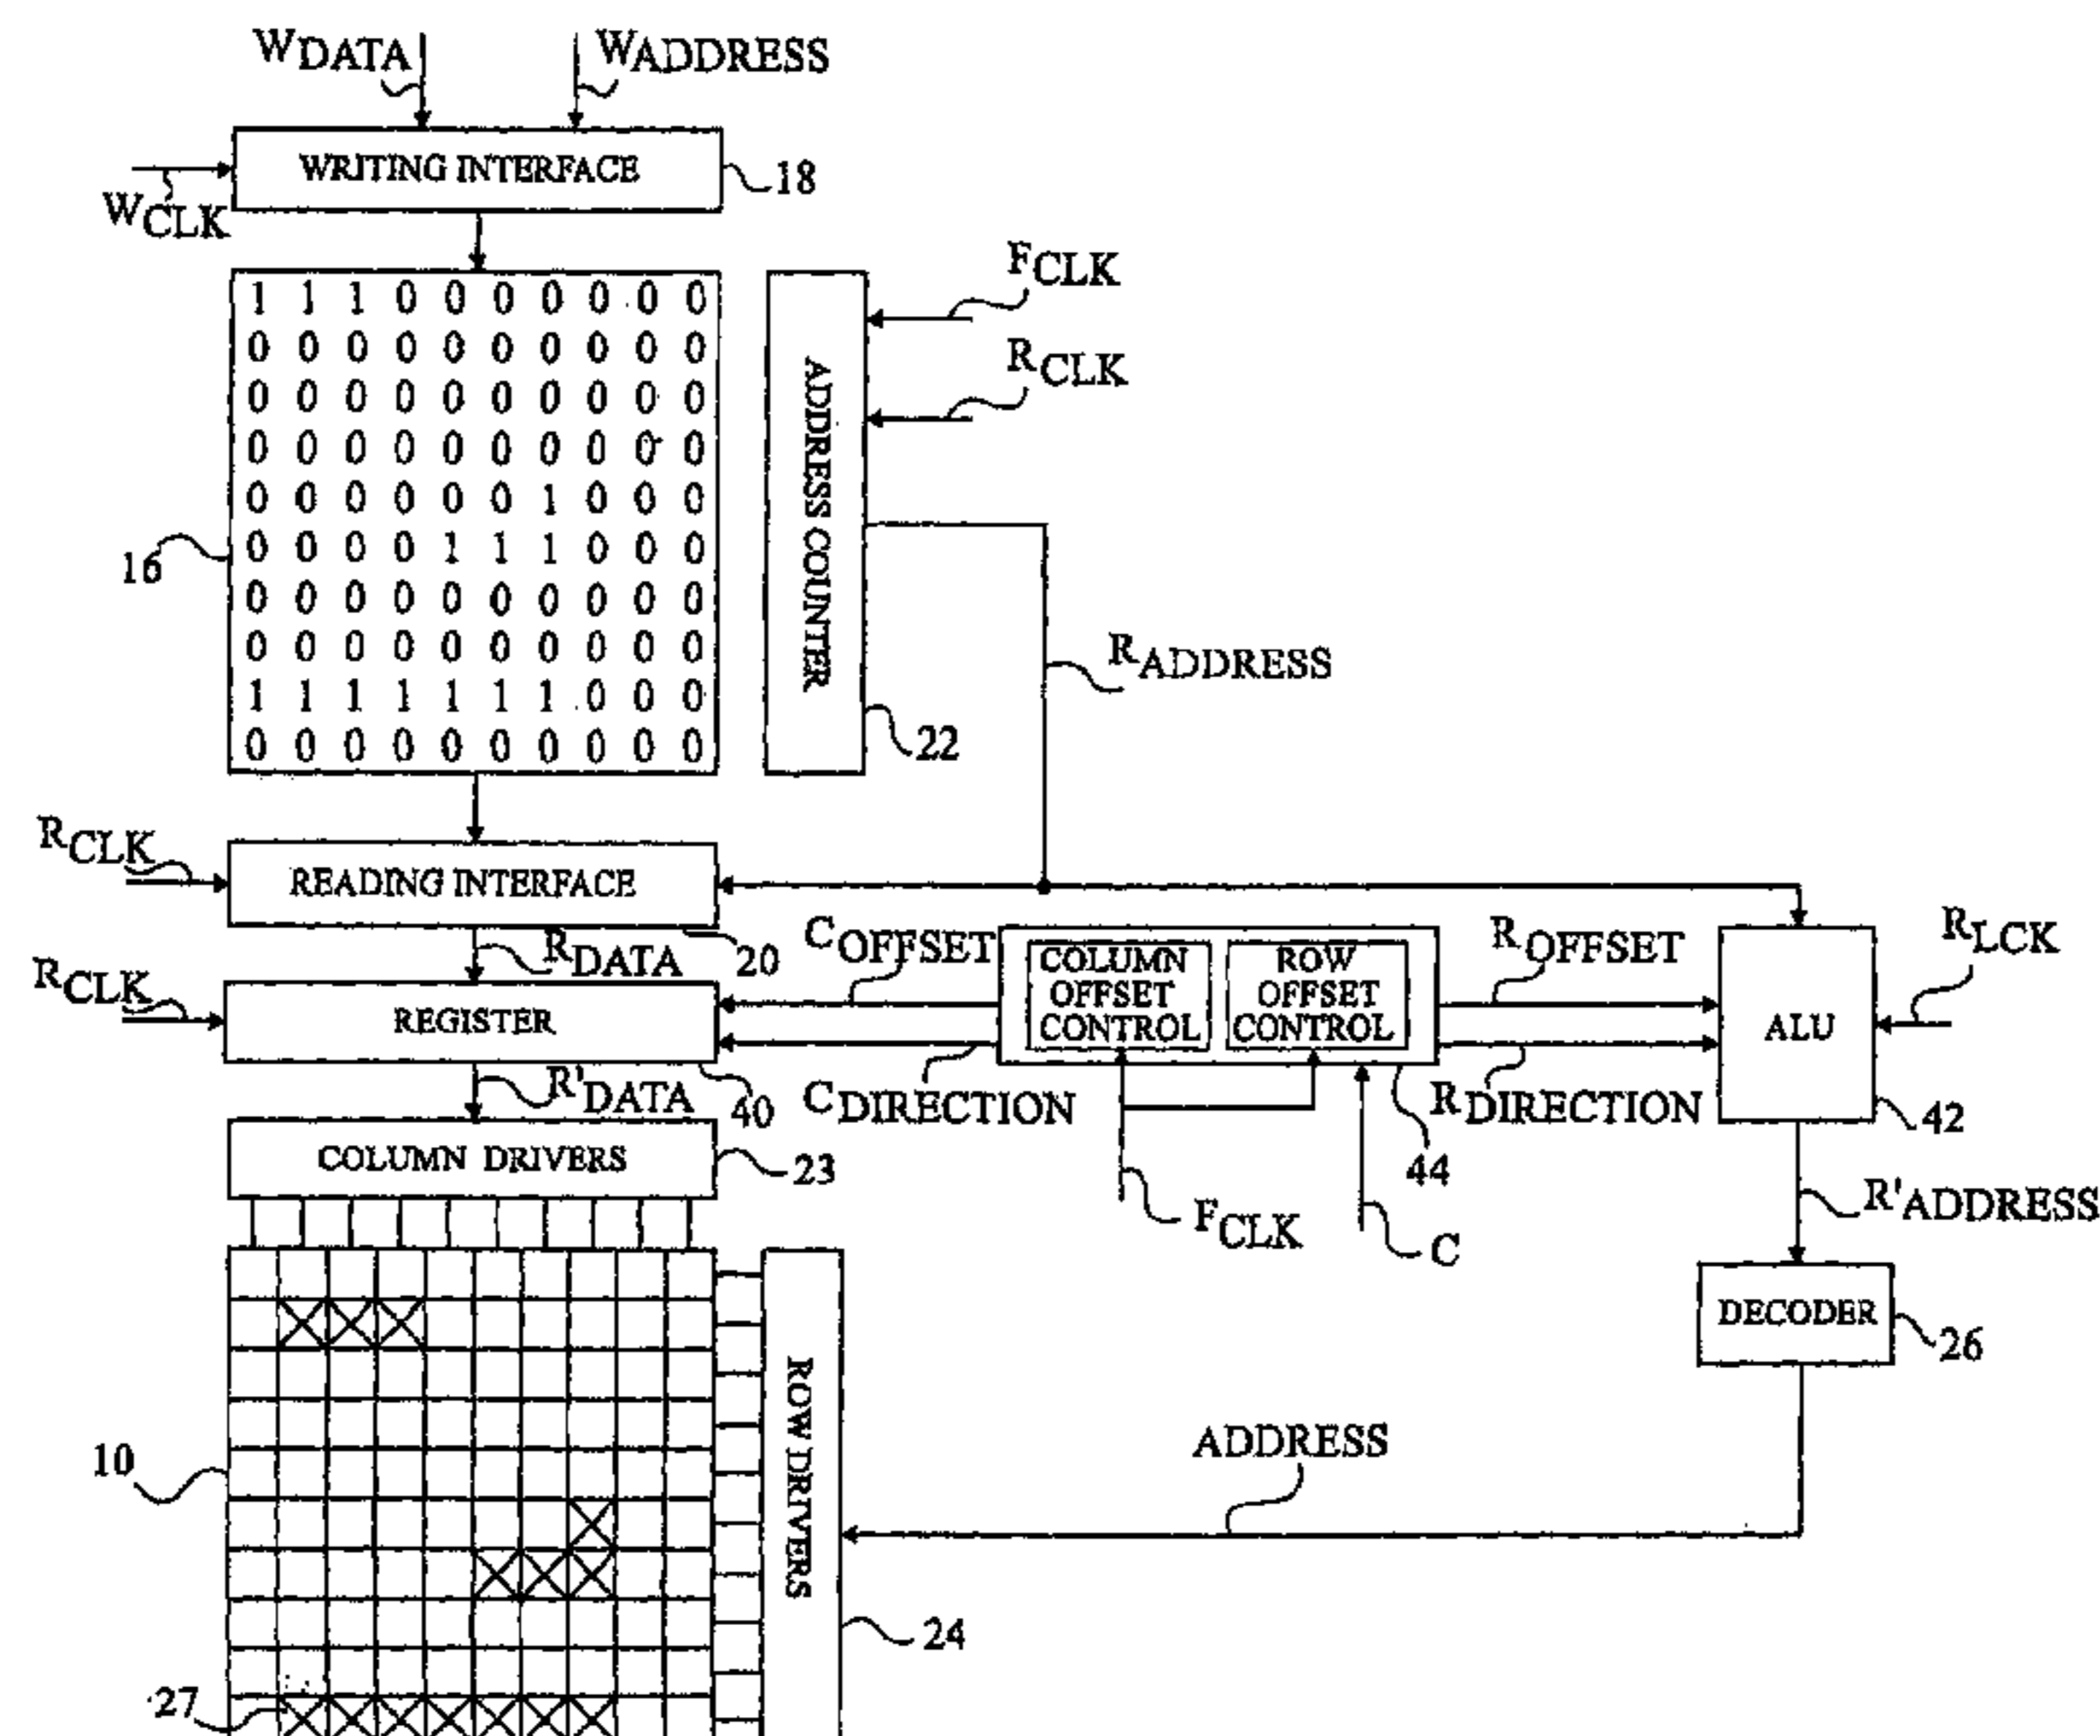 WDATA WADDRESS
WRITING INTERFACE
18
WCLK
FCLK
1 1 1 0 0 0 0 0 0 0
0 0 0 0 0 0 0 0 0 0
RCLK
0 0 0 0 0 0 0 0 0 0
0 0 0 0 0 0 0 0 0 0
0 0 0 0 0 0 1 0 0 0
0 0 0 0 1 1 1 0 0 0
0 0 0 0 0 0 0 0 0 0
0 0 0 0 0 0 0 0 0 0
1 1 1 1 1 1 1 0 0 0
0 0 0 0 0 0 0 0 0 0
16
ADDRESS COUNTER
RADDRESS
22
RCLK
READING INTERFACE
20
RDATA
RCLK
REGISTER
40
R'DATA
COFFSET
CDIRECTION
COLUMN
OFFSET
CONTROL
ROW
OFFSET
CONTROL
ROFFSET
RDIRECTION
44
FCLK
C
RLCK
ALU
42
R'ADDRESS
COLUMN DRIVERS
23
DECODER
26
10
ROW DRIVERS
ADDRESS
24
27